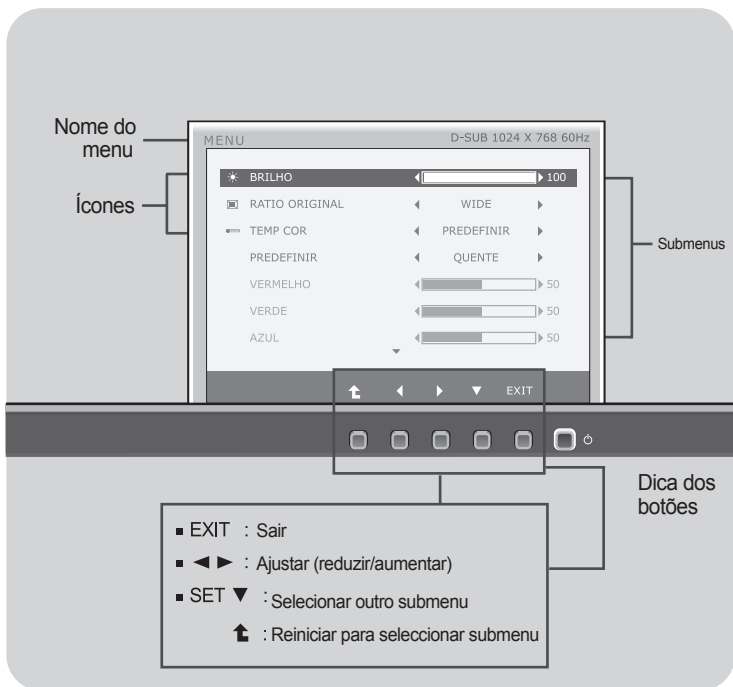 Nome do
menu
Ícones
MENU
D-SUB 1024 X 768 60Hz
BRILHO 100
RATIO ORIGINAL WIDE
TEMP COR PREDEFINIR
PREDEFINIR QUENTE
VERMELHO 50
VERDE 50
AZUL 50
Submenus
EXIT
Dica dos
botões
EXIT : Sair
◄ ► : Ajustar (reduzir/aumentar)
SET ▼ : Selecionar outro submenu
: Reiniciar para seleccionar submenu